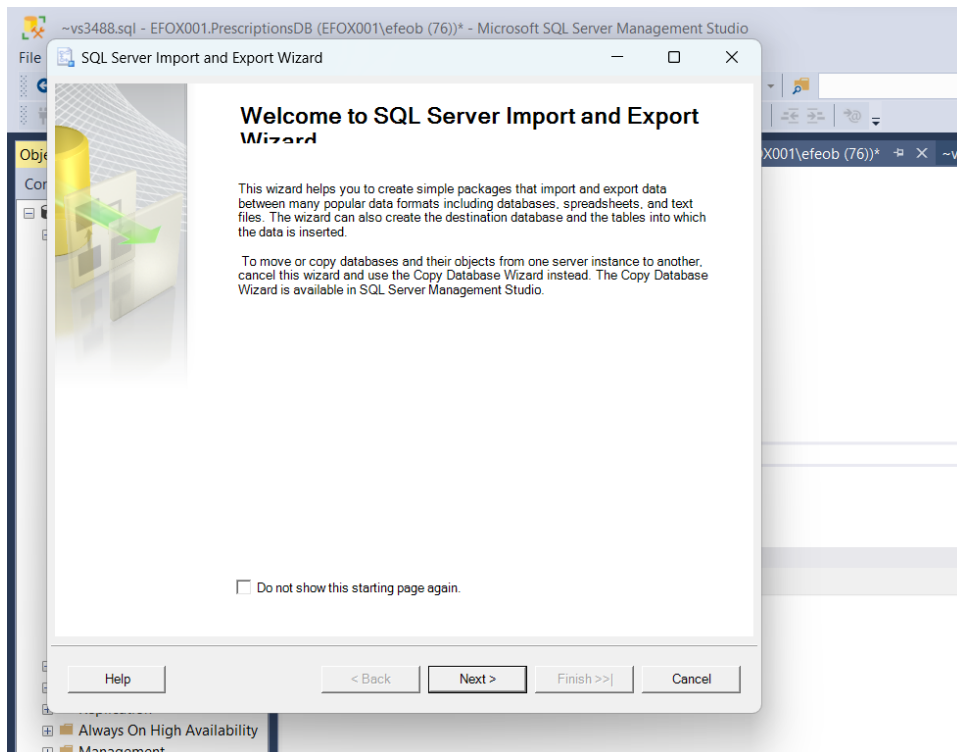 ~vs3488.sql - EFOX001.PrescriptionsDB (EFOX001\efeob (76))* - Microsoft SQL Server Management Studio
File
SQL Server Import and Export Wizard
Welcome to SQL Server Import and Export
Wizard
Obje
X001\efeob (76))*
~v
Cor
This wizard helps you to create simple packages that import and export data
between many popular data formats including databases, spreadsheets, and text
files. The wizard can also create the destination database and the tables into which
the data is inserted.
To move or copy databases and their objects from one server instance to another,
cancel this wizard and use the Copy Database Wizard instead. The Copy Database
Wizard is available in SQL Server Management Studio.
Do not show this starting page again.
Help
< Back
Next >
Finish >>|
Cancel
Replication
Always On High Availability
Management